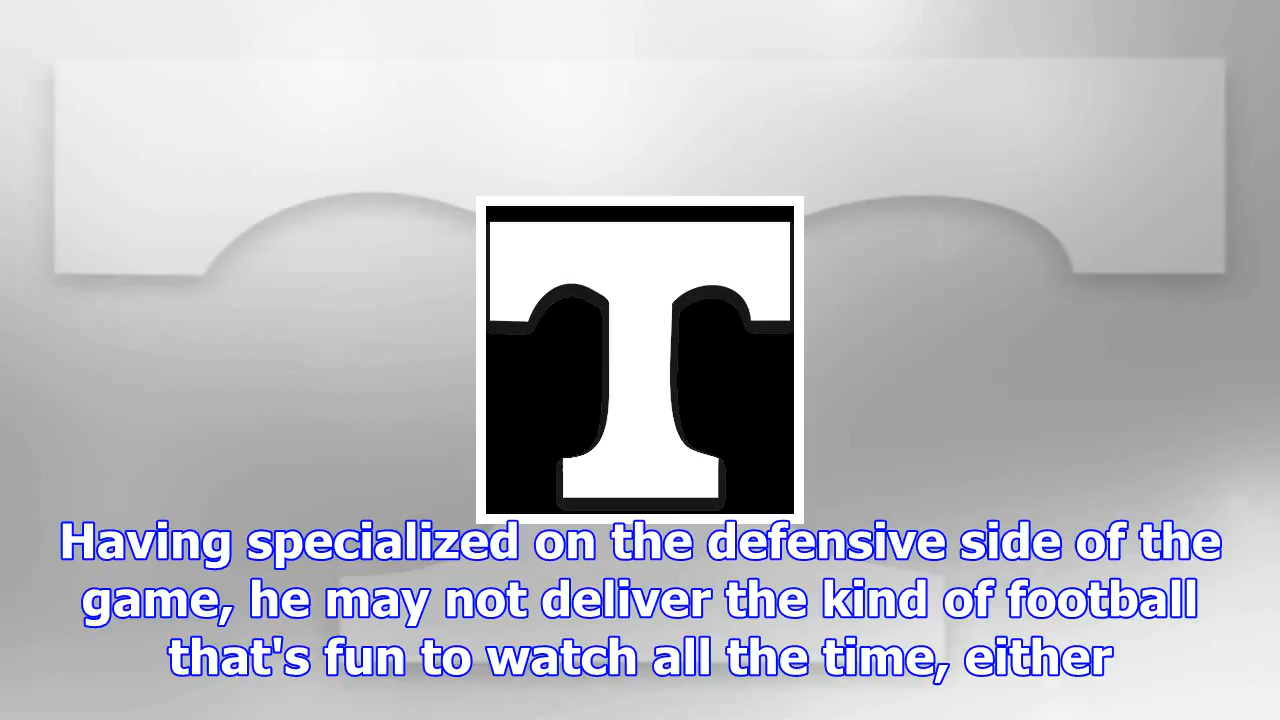 T
Having specialized on the defensive side of the
game, he may not deliver the kind of football
that's fun to watch all the time, either